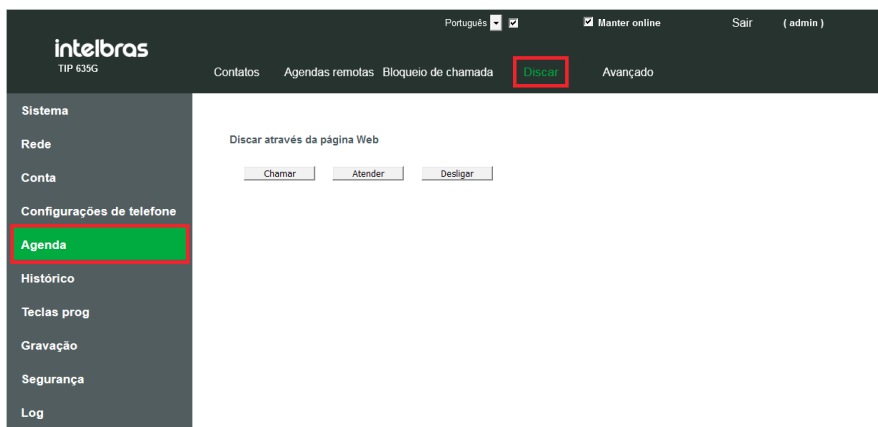 Português Manter online Sair ( admin )
intelbras
TIP 635G
Contatos Agendas remotas Bloqueio de chamada Discar Avançado
Sistema
Rede
Conta
Configurações de telefone
Agenda
Histórico
Teclas prog
Gravação
Segurança
Log
Discar através da página Web
Chamar Atender Desligar